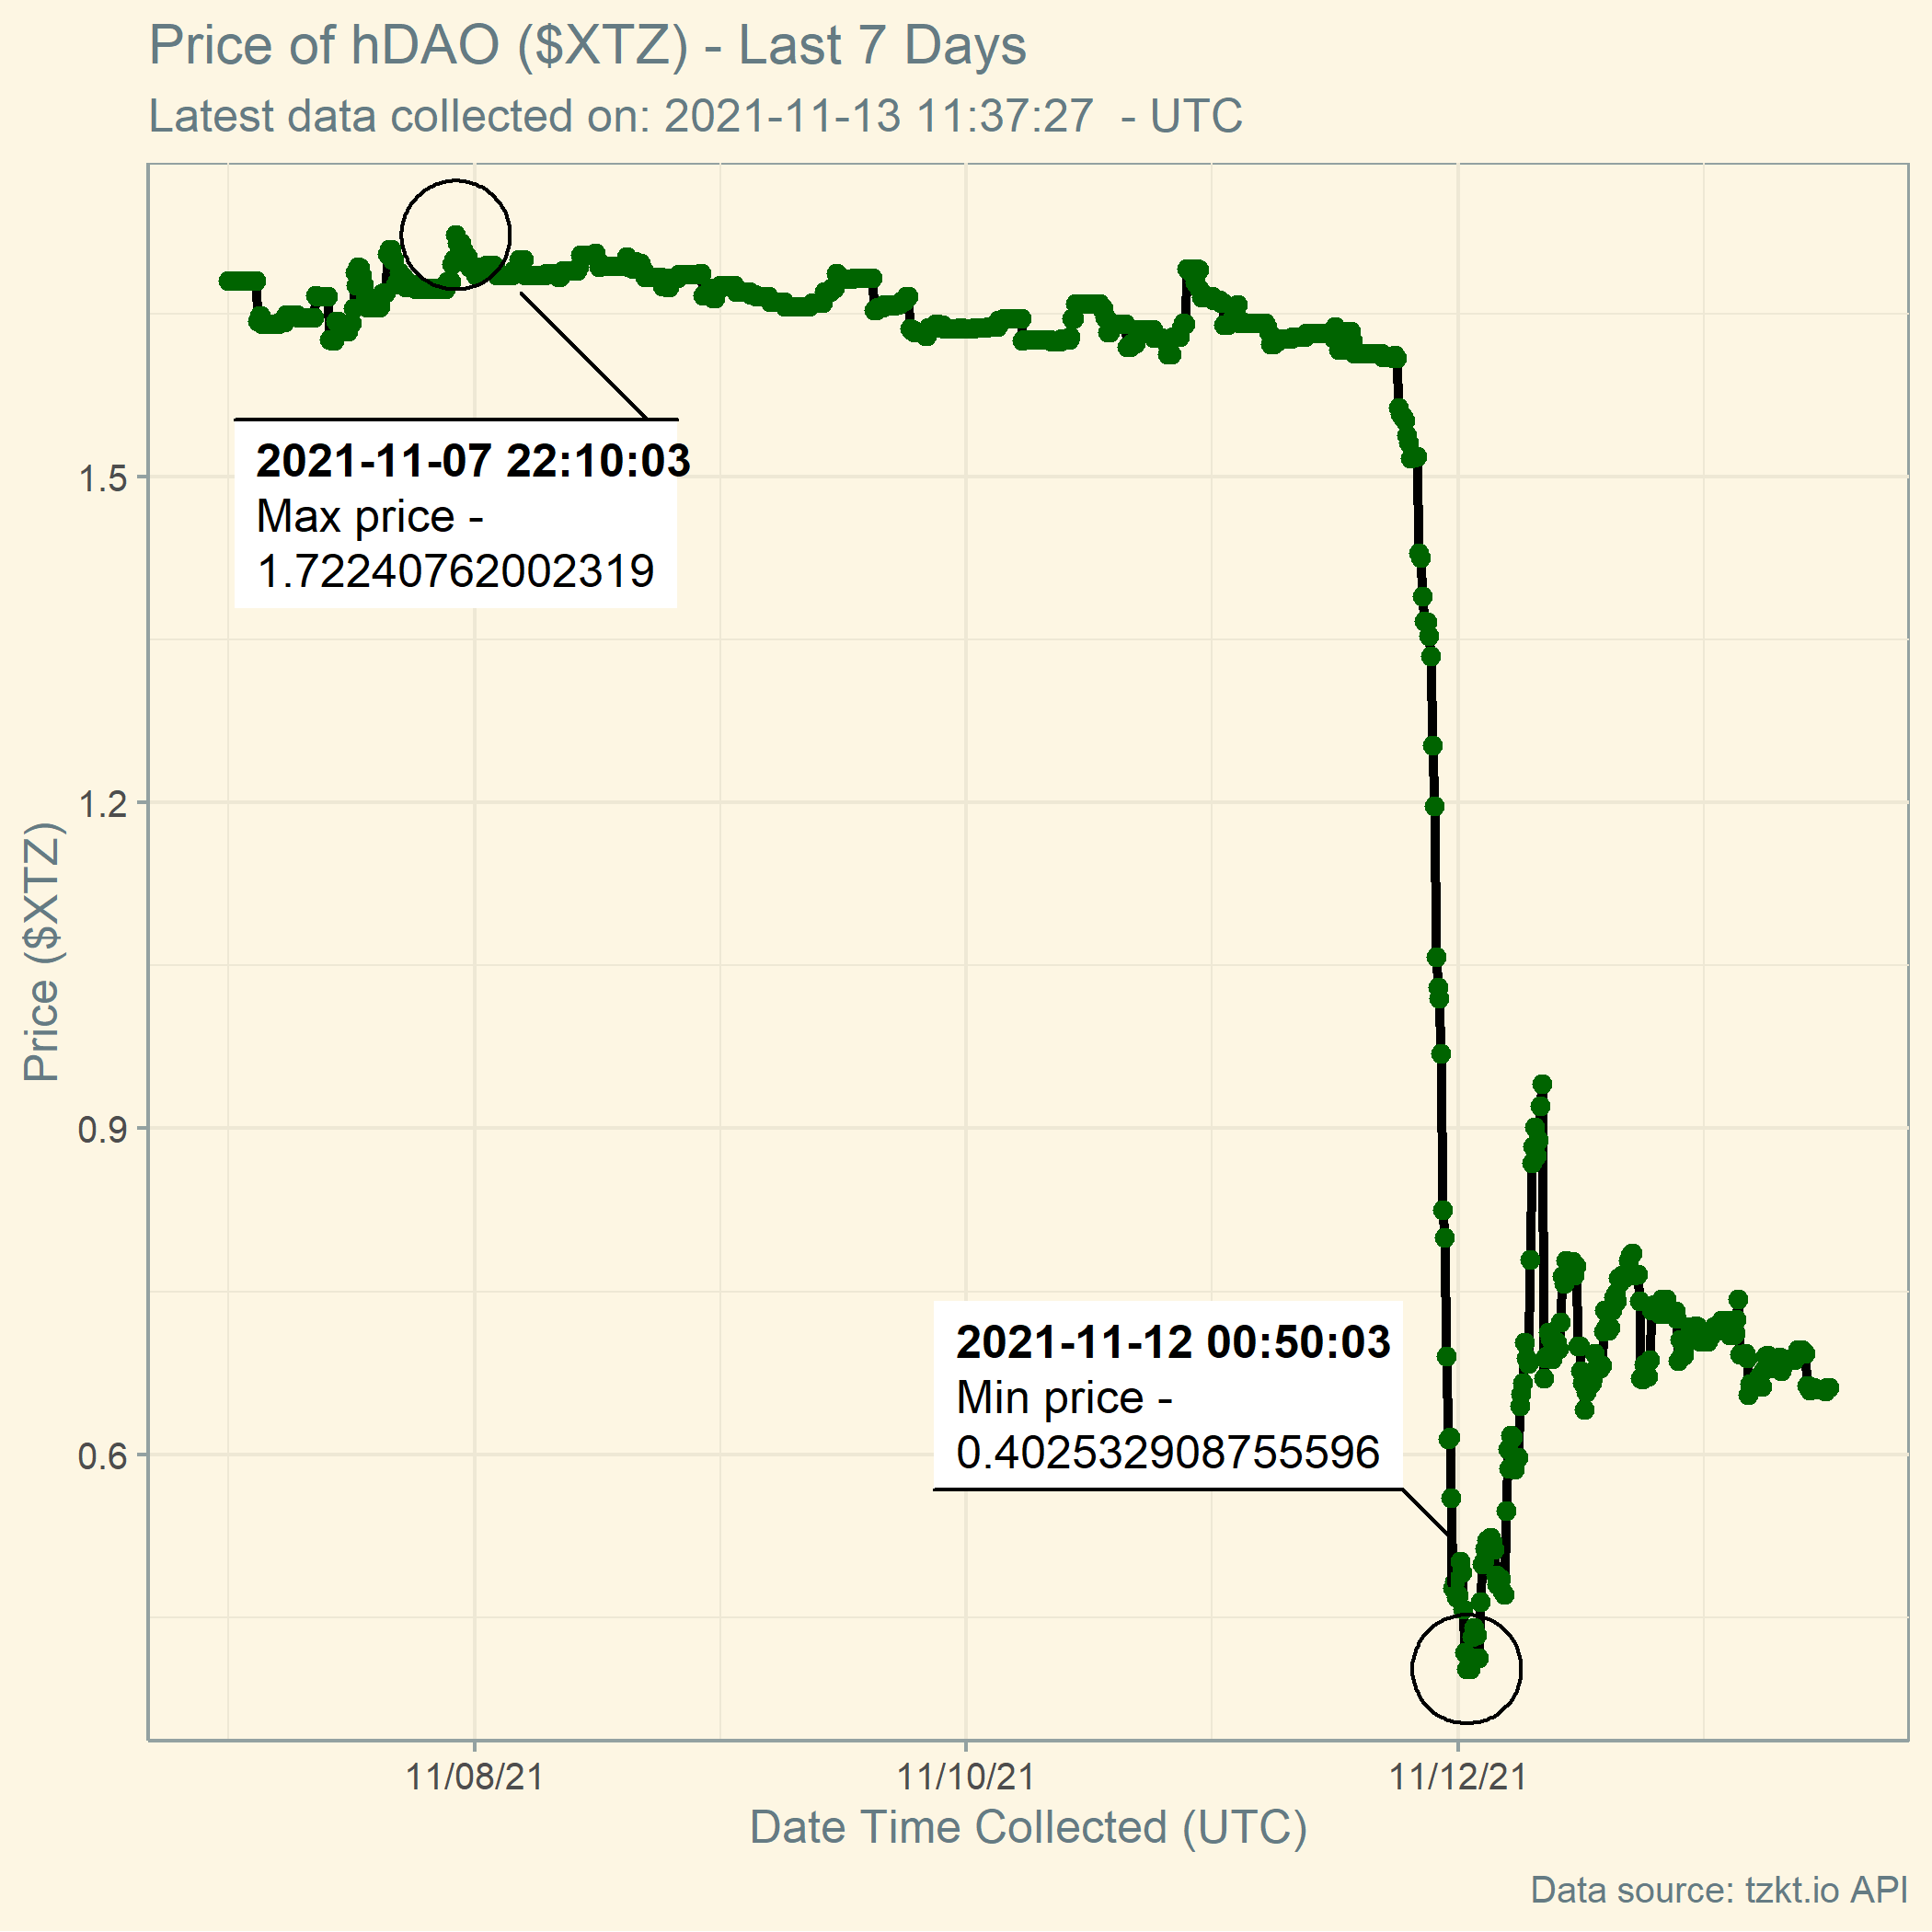 Price of hDAO ($XTZ) - Last 7 Days
Latest data collected on: 2021-11-13 11:37:27  - UTC
Price ($XTZ)
1.5
1.2
0.9
0.6
2021-11-07 22:10:03
Max price -
1.72240762002319
2021-11-12 00:50:03
Min price -
0.402532908755596
11/08/21
11/10/21
11/12/21
Date Time Collected (UTC)
Data source: tzkt.io API